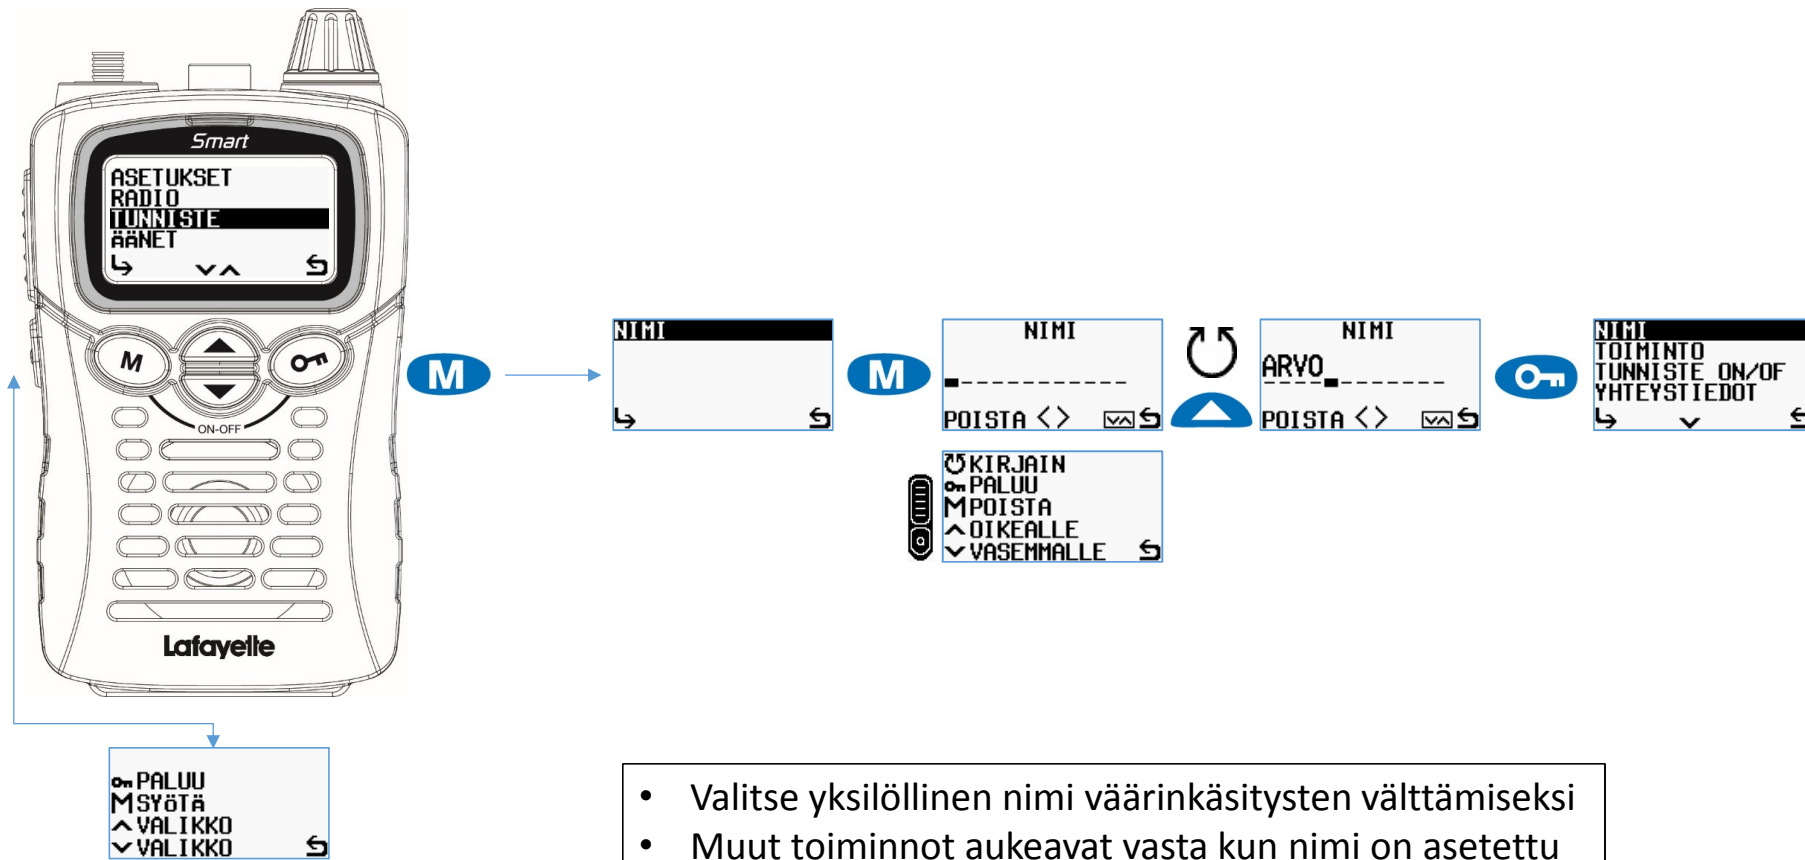 Smart
ASETUKSET
RADIO
TUNNISTE
ÄÄNET
M
ON-OFF
Lafayette
PALUU
M SYÖTÄ
VALIKKO
VALIKKO
M
NIMI
M
NIMI
POISTA < >
KIRJAIN
PALUU
M POISTA
OIKEALLE
VASEMMALLE
NIMI
ARVO
POISTA < >
NIMI
TOIMINTO
TUNNISTE ON/OF
YHTEYSTIEDOT
• Valitse yksilöllinen nimi väärinkäsitysten välttämiseksi
• Muut toiminnot aukeavat vasta kun nimi on asetettu